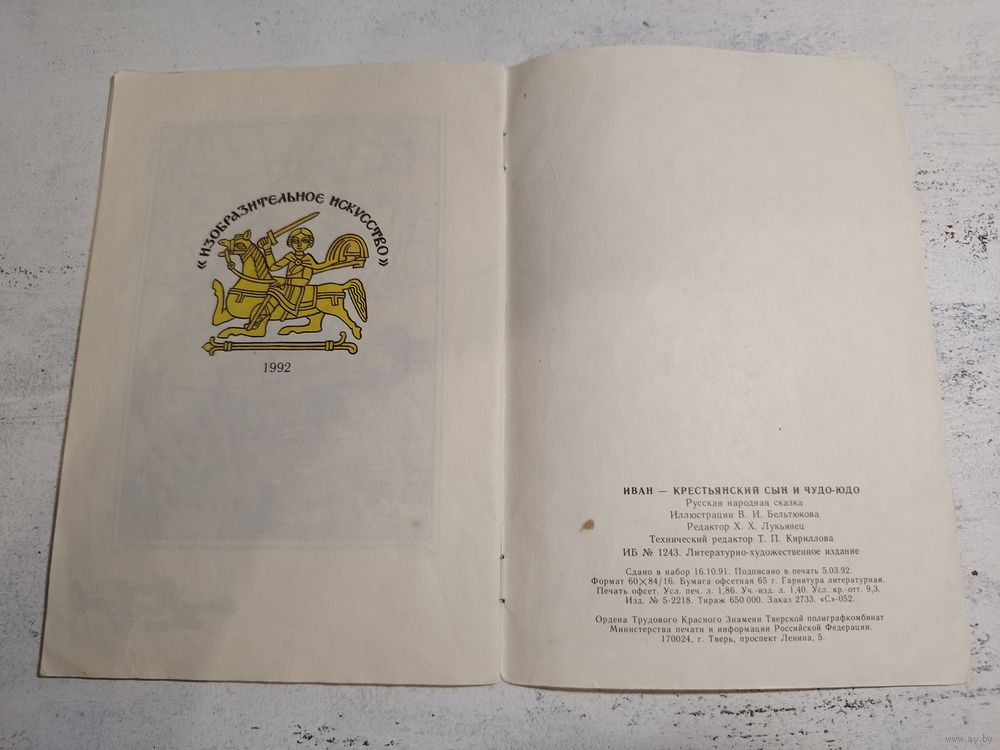 «ИЗОБРАЗИТЕЛЬНОЕ ИСКУССТВО»
1992
ИВАН — КРЕСТЬЯНСКИЙ СЫН И ЧУДО-ЮДО
Русская народная сказка
Иллюстрации В. И. Бельтюкова
Редактор Х. Х. Лукьянец
Технический редактор Т. П. Кириллова
ИБ № 1243. Литературно-художественное издание
Сдано в набор 16.10.91. Подписано в печать 5.03.92.
Формат 60×84/16. Бумага офсетная 65 г. Гарнитура литературная.
Печать офсет. Усл. печ. л. 1,86. Уч.-изд. л. 1,40. Усл. кр.-отт. 9,3.
Изд. № 5-2218. Тираж 650 000. Заказ 2733. «С»-052.
Ордена Трудового Красного Знамени Тверской полиграфкомбинат
Министерства печати и информации Российской Федерации.
170024, г. Тверь, проспект Ленина, 5.
www.ay.by